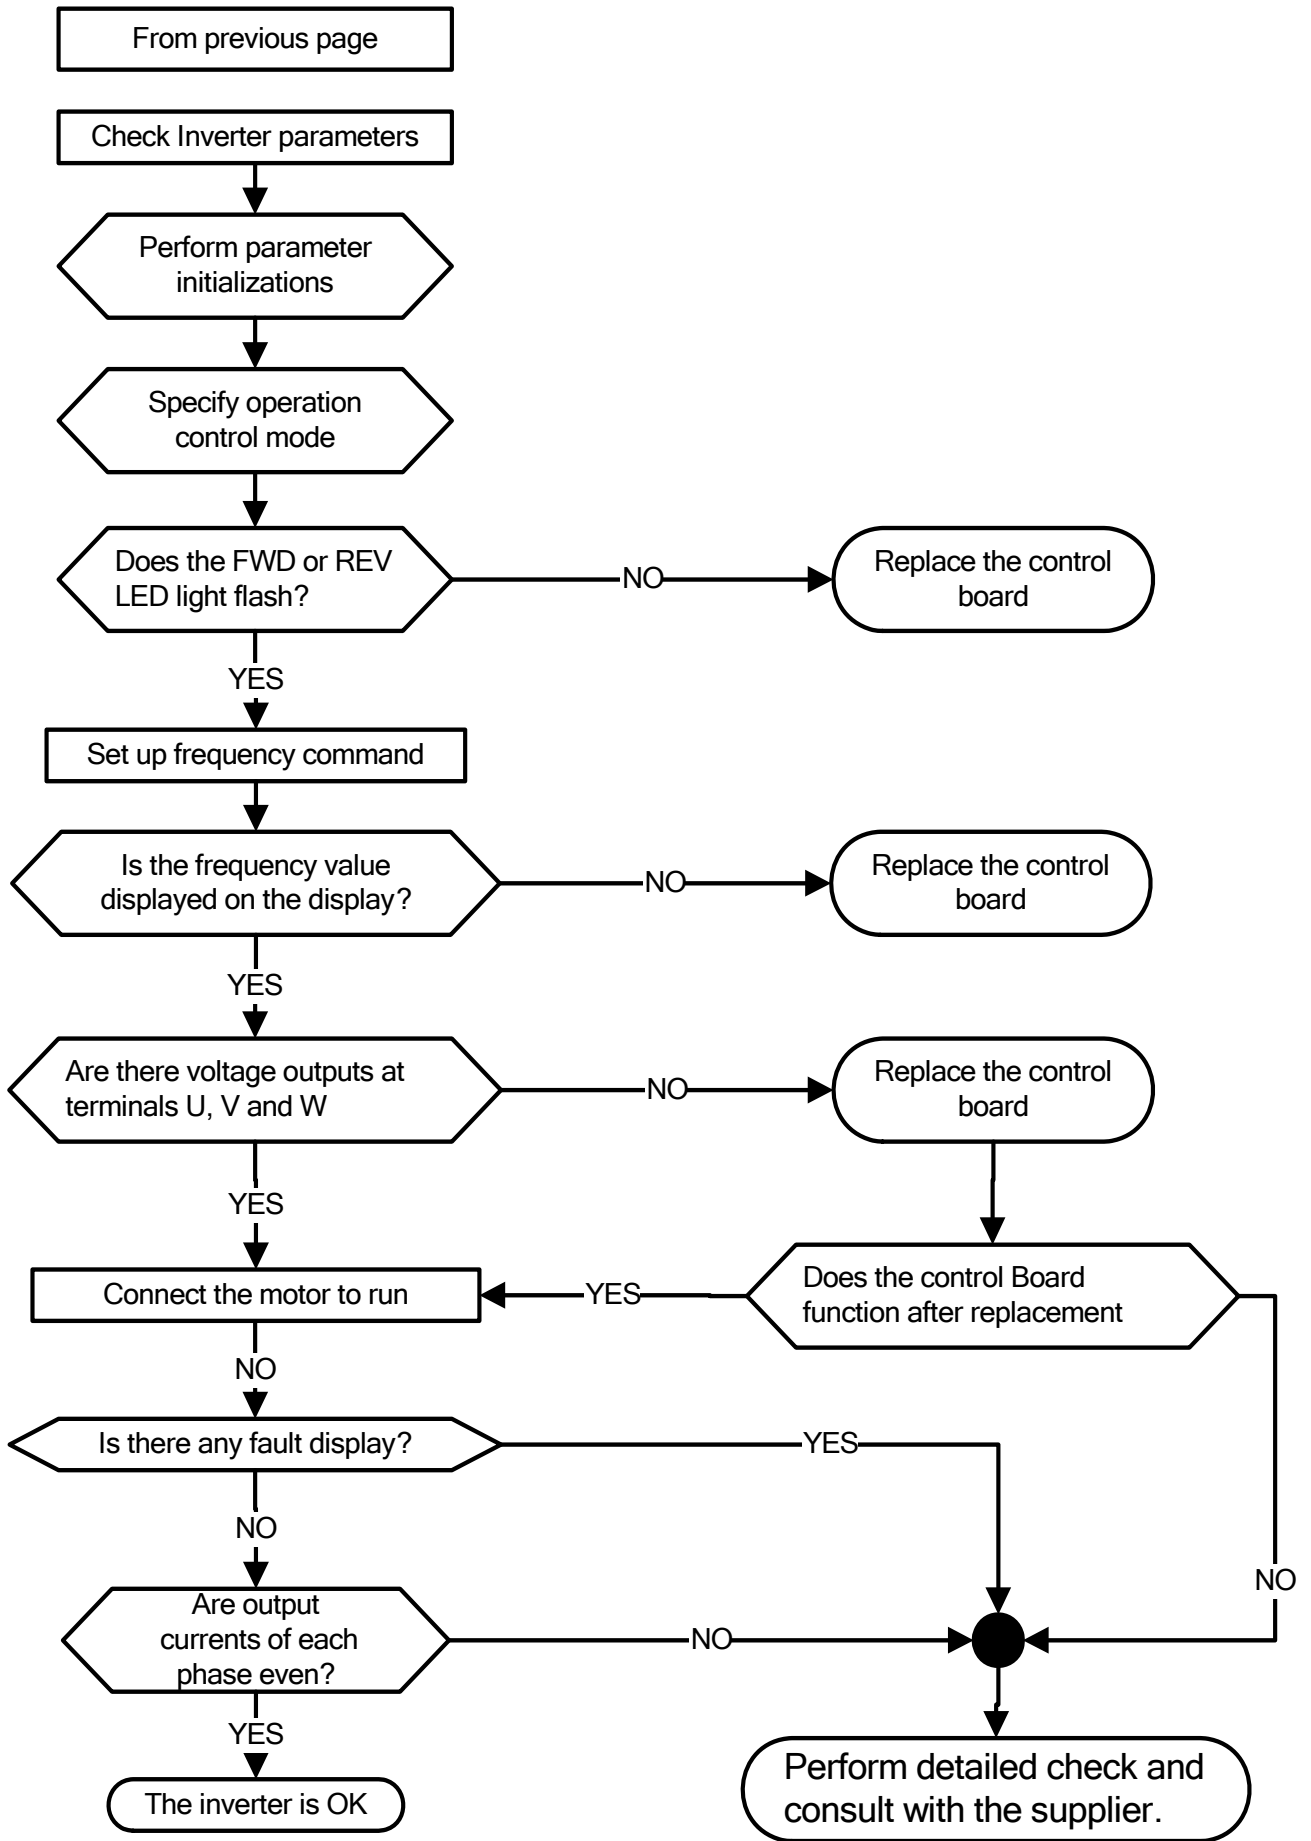 From previous page
Check Inverter parameters
Perform parameter
initializations
Specify operation
control mode
Does the FWD or REV
LED light flash?
NO
Replace the control
board
YES
Set up frequency command
Is the frequency value
displayed on the display?
NO
Replace the control
board
YES
Are there voltage outputs at
terminals U, V and W
NO
Replace the control
board
YES
Connect the motor to run
YES
Does the control Board
function after replacement
NO
Is there any fault display?
YES
NO
NO
Are output
currents of each
phase even?
NO
YES
The inverter is OK
Perform detailed check and
consult with the supplier.